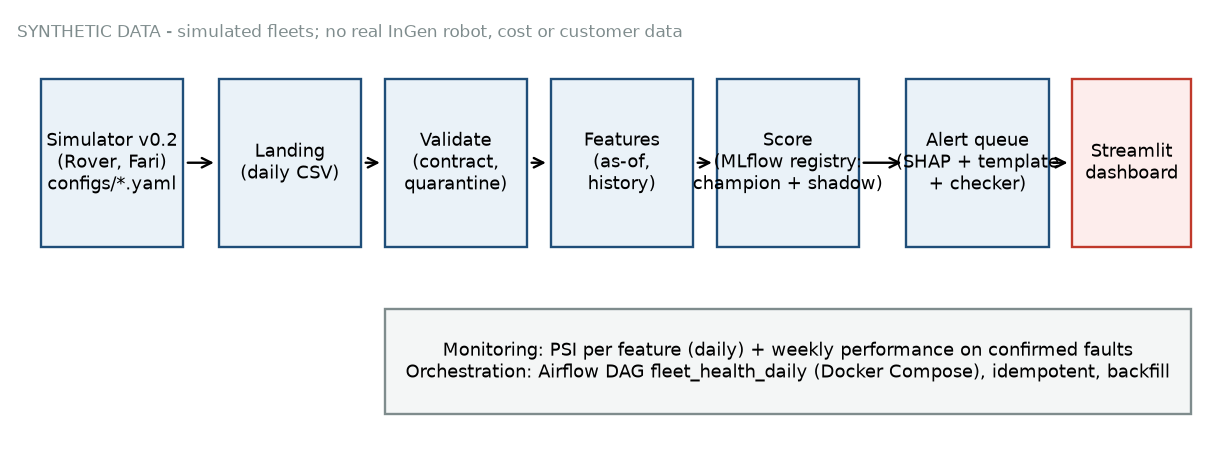 SYNTHETIC DATA - simulated fleets; no real InGen robot, cost or customer data
Simulator v0.2
(Rover, Fari)
configs/*.yaml
Landing
(daily CSV)
Validate
(contract,
quarantine)
Features
(as-of,
history)
Score
(MLflow registry:
champion + shadow)
Alert queue
(SHAP + template
+ checker)
Streamlit
dashboard
Monitoring: PSI per feature (daily) + weekly performance on confirmed faults
Orchestration: Airflow DAG fleet_health_daily (Docker Compose), idempotent, backfill